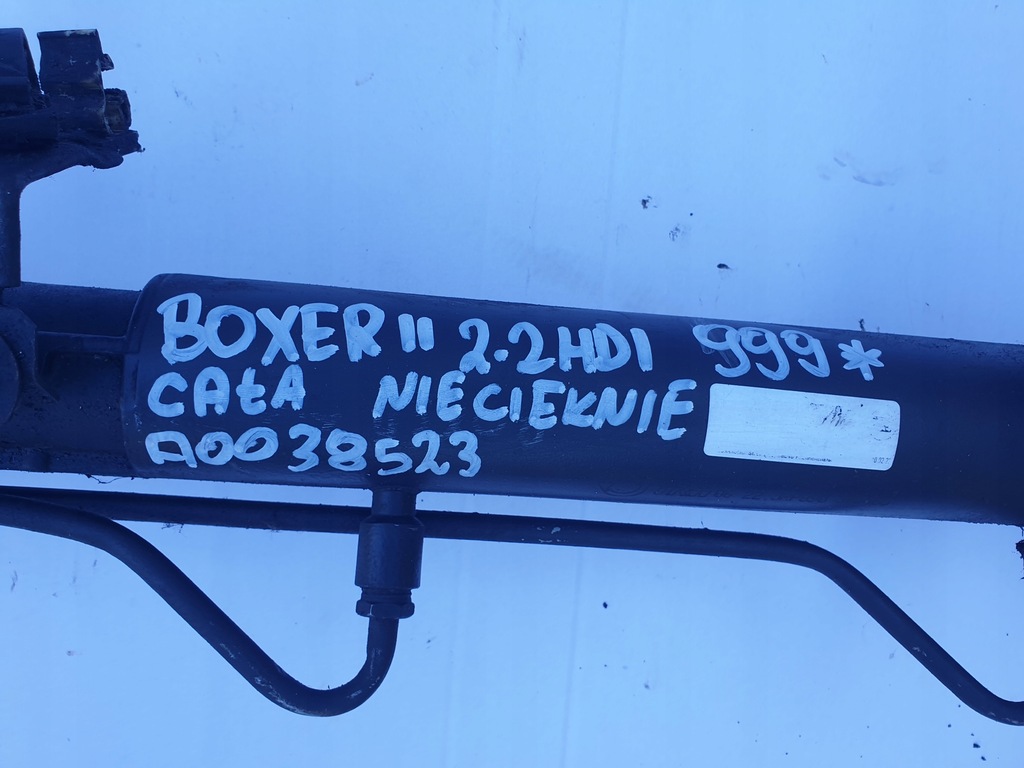 BOXER II 2.2HDI 999*
CAŁA NIECIEKNIE
A0038523